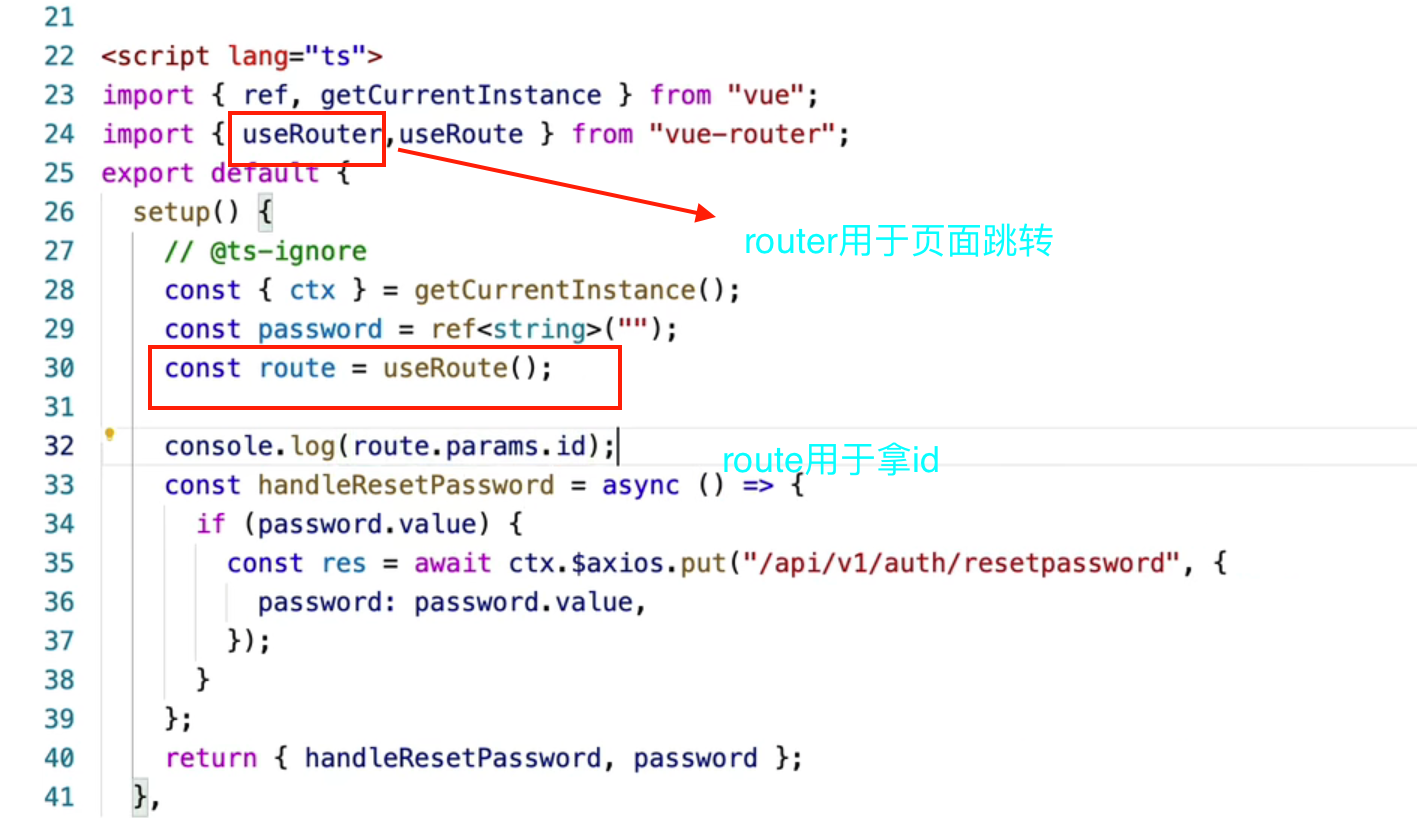 21
22 <script lang="ts">
23 import { ref, getCurrentInstance } from "vue";
24 import { useRouter,useRoute } from "vue-router";
25 export default {
26 setup() {
27 // @ts-ignore
router用于页面跳转
28 const { ctx } = getCurrentInstance();
29 const password = ref<string>("");
30 const route = useRoute();
31
32 console.log(route.params.id);
route用于拿id
33 const handleResetPassword = async () => {
34 if (password.value) {
35 const res = await ctx.$axios.put("/api/v1/auth/resetpassword", {
36 password: password.value,
37 });
38 }
39 };
40 return { handleResetPassword, password };
41 },